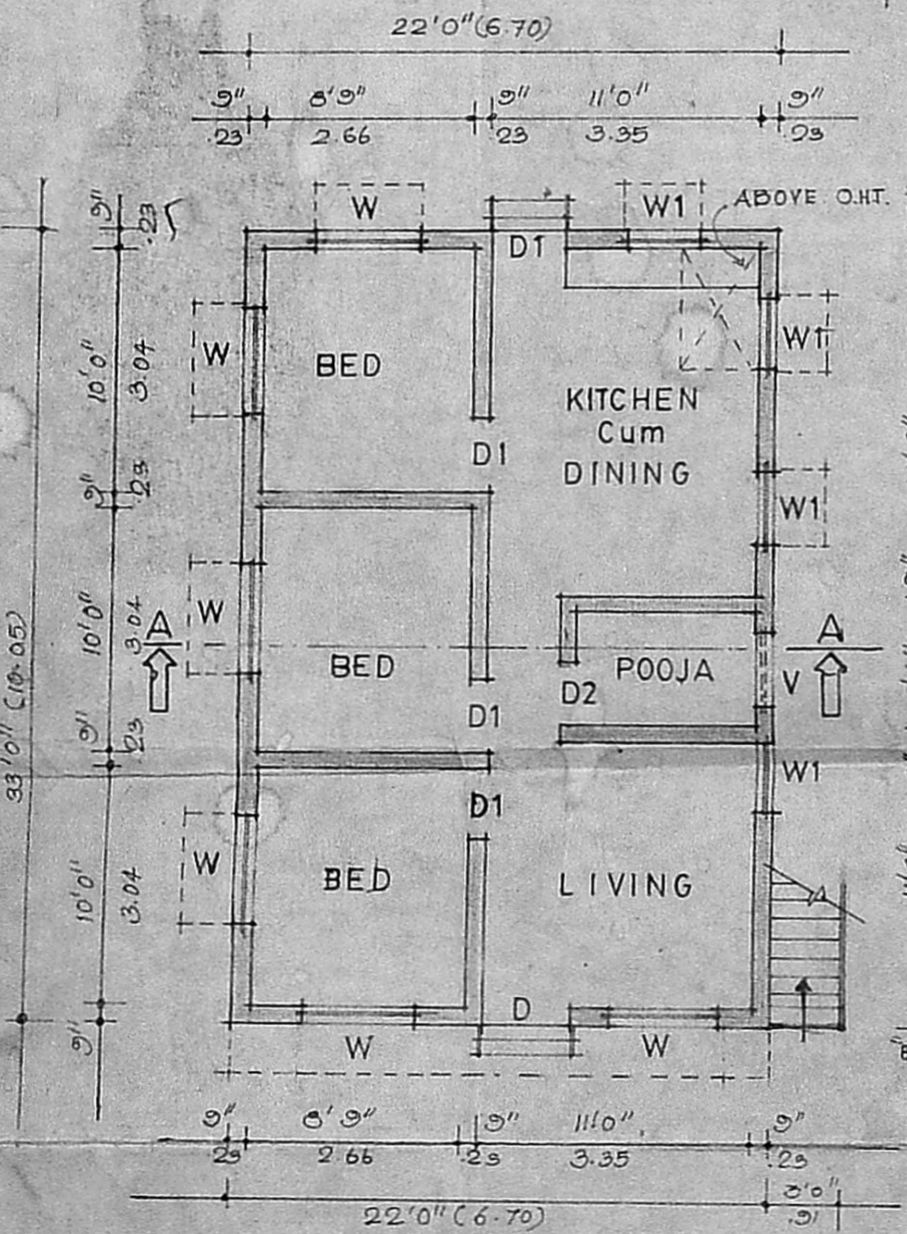 22'0" (6.70)
9" 8'9" 9" 11'0" 9"
.23 2.66 .23 3.35 .23
W W1 ABOVE O.HT.
D1
9" .23
W W1
BED
10'0" 3.04
KITCHEN
Cum
DINING
D1
9" .23
W1
W
10'0" 3.04
33'0" (10.05)
A A
BED POOJA
D2 V
D1
9" .23
W1
D1
W
BED LIVING
10'0" 3.04
D
9"
W W
9" 8'9" 9" 11'0" 9"
.23 2.66 .23 3.35 .23
3'0"
22'0" (6.70) .91